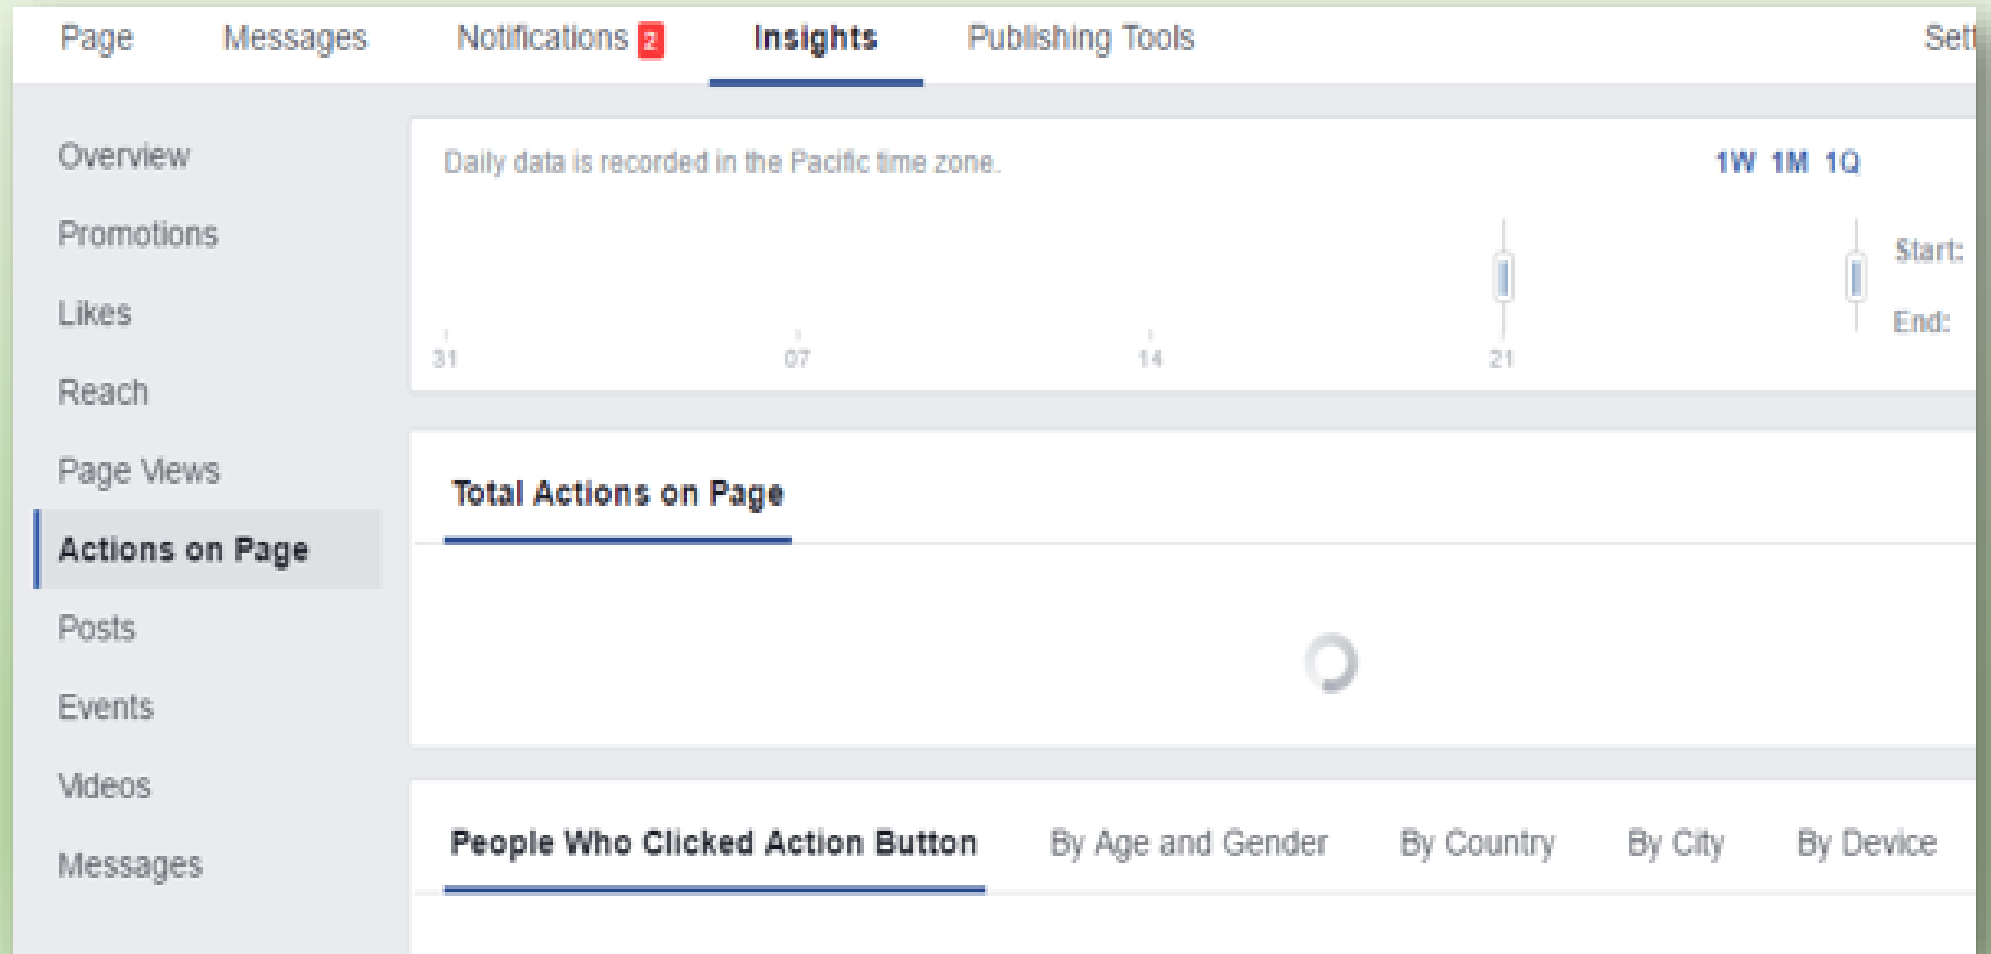 Page Messages Notifications 2 Insights Publishing Tools Sett
Overview
Promotions
Likes
Reach
Page Views
Actions on Page
Posts
Events
Videos
Messages
Daily data is recorded in the Pacific time zone.
1W 1M 1Q
Start:
End:
31 07 14 21
Total Actions on Page
People Who Clicked Action Button By Age and Gender By Country By City By Device